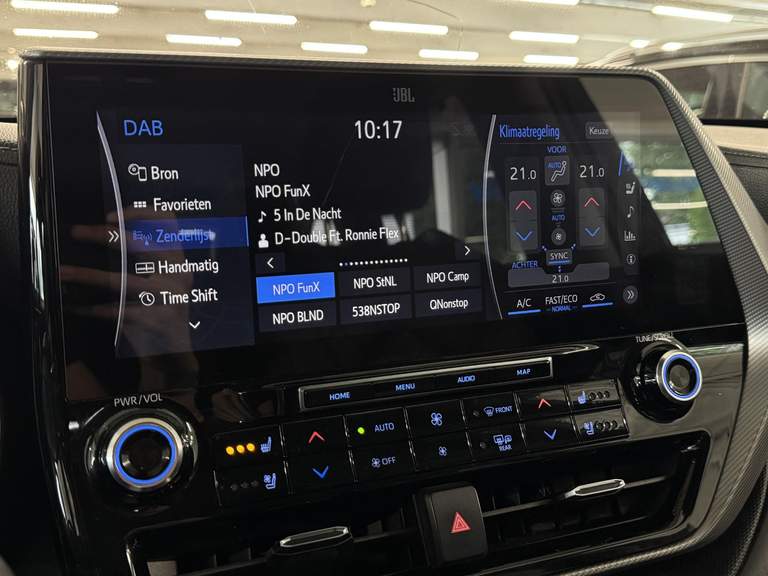 JBL
DAB
10:17
Bron
Favorieten
Zenderlijst
Handmatig
Time Shift
NPO
NPO FunX
5 In De Nacht
D-Double Ft. Ronnie Flex
NPO FunX NPO StNL NPO Camp
NPO BLND 538NSTOP QNonstop
Klimaatregeling Keuze
VOOR
21.0 AUTO 21.0
AUTO
SYNC
ACHTER
21.0
A/C FAST/ECO
NORMAL
HOME MENU AUDIO MAP
PWR/VOL
TUNE/SCROLL
AUTO FRONT
OFF REAR